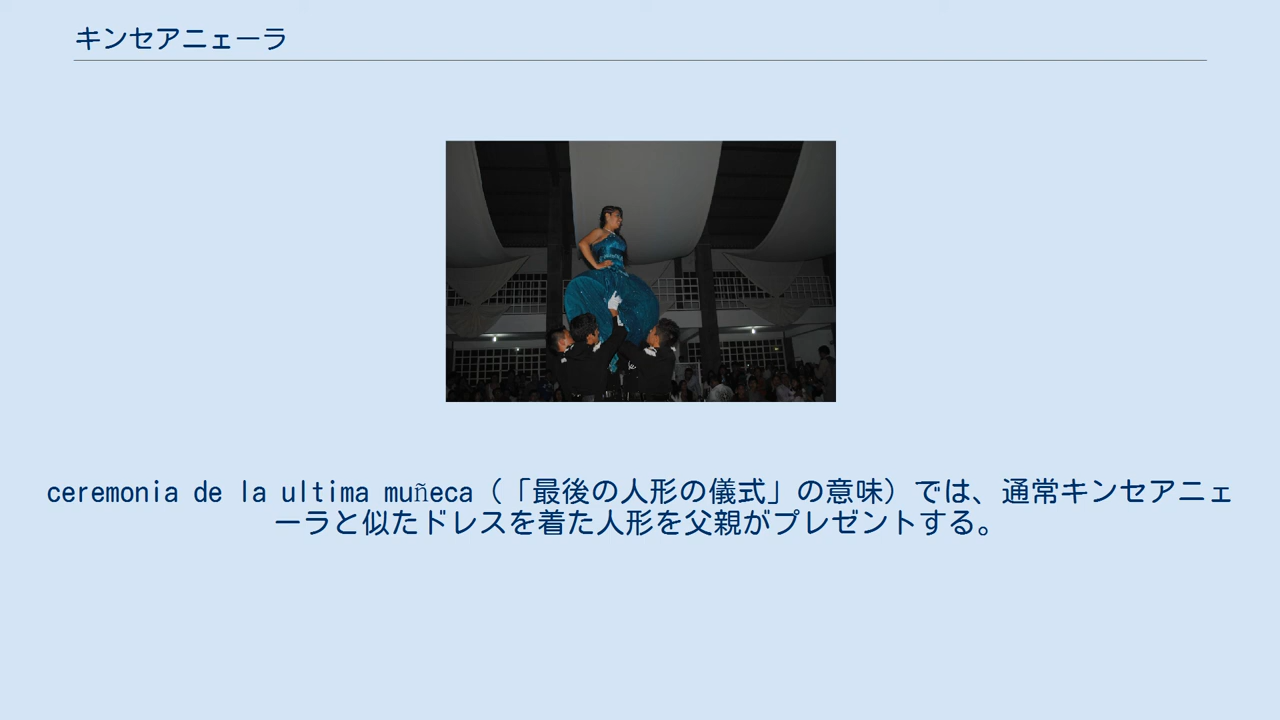 キンセアニェーラ
ceremonia de la ultima muñeca（「最後の人形の儀式」の意味）では、通常キンセアニェ
ーラと似たドレスを着た人形を父親がプレゼントする。